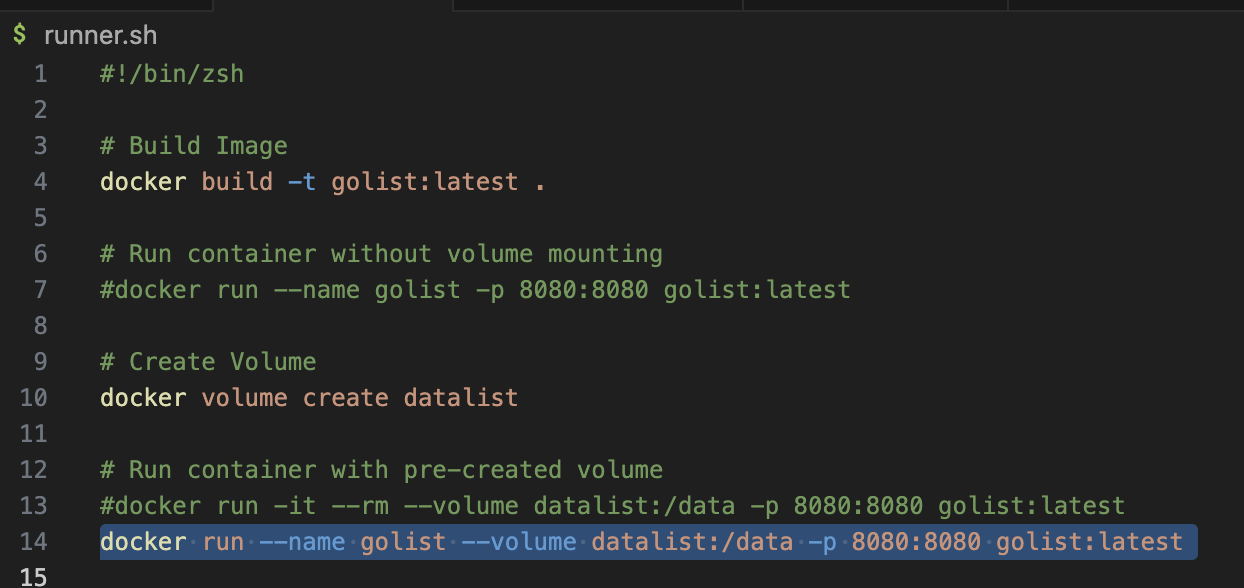 $ runner.sh
1 #!/bin/zsh
2
3 # Build Image
4 docker build -t golist:latest .
5
6 # Run container without volume mounting
7 #docker run --name golist -p 8080:8080 golist:latest
8
9 # Create Volume
10 docker volume create datalist
11
12 # Run container with pre-created volume
13 #docker run -it --rm --volume datalist:/data -p 8080:8080 golist:latest
14 docker run --name golist --volume datalist:/data -p 8080:8080 golist:latest
15